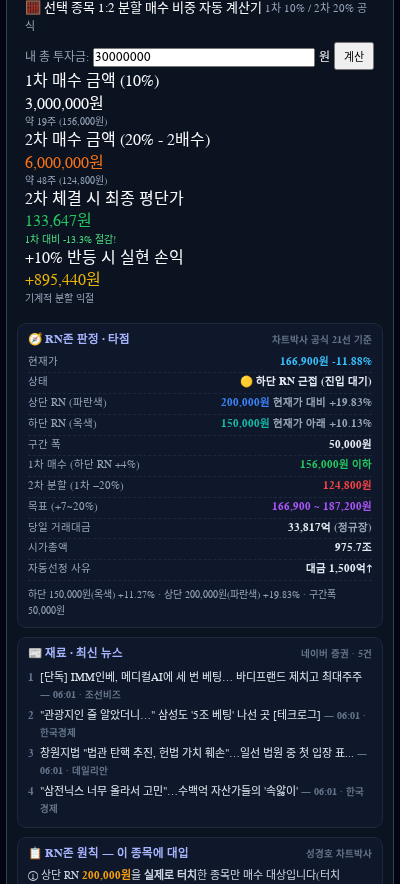 🧮 선택 종목 1:2 분할 매수 비중 자동 계산기 1차 10% / 2차 20% 공
식
내 총 투자금: 30000000 원 계산
1차 매수 금액 (10%)
3,000,000원
약 19주 (156,000원)
2차 매수 금액 (20% - 2배수)
6,000,000원
약 48주 (124,800원)
2차 체결 시 최종 평단가
133,647원
1차 대비 -13.3% 절감!
+10% 반등 시 실현 손익
+895,440원
기계적 분할 익절
🧭 RN존 판정 · 타점 차트박사 공식 21선 기준
현재가 166,900원 -11.88%
상태 🟡 하단 RN 근접 (진입 대기)
상단 RN (파란색) 200,000원 현재가 대비 +19.83%
하단 RN (옥색) 150,000원 현재가 아래 +10.13%
구간 폭 50,000원
1차 매수 (하단 RN +4%) 156,000원 이하
2차 분할 (1차 −20%) 124,800원
목표 (+7~20%) 166,900 ~ 187,200원
당일 거래대금 33,817억 (정규장)
시가총액 975.7조
자동선정 사유 대금 1,500억↑
하단 150,000원(옥색) +11.27% · 상단 200,000원(파란색) +19.83% · 구간폭
50,000원
📰 재료 · 최신 뉴스 네이버 증권 · 5건
1 [단독] IMM인베, 메디컬AI에 세 번 베팅… 바디프랜드 제치고 최대주주
— 06:01 · 조선비즈
2 "관광지인 줄 알았더니…" 삼성도 '5조 베팅' 나선 곳 [테크로그] — 06:01 ·
한국경제
3 창원지법 "법관 탄핵 추진, 헌법 가치 훼손"…일선 법원 중 첫 입장 표... —
06:01 · 데일리안
4 "삼전닉스 너무 올라서 고민"…수백억 자산가들의 '속앓이' — 06:01 · 한국
경제
📋 RN존 원칙 — 이 종목에 대입 성경호 차트박사
① 상단 RN 200,000원을 실제로 터치한 종목만 매수 대상입니다(터치